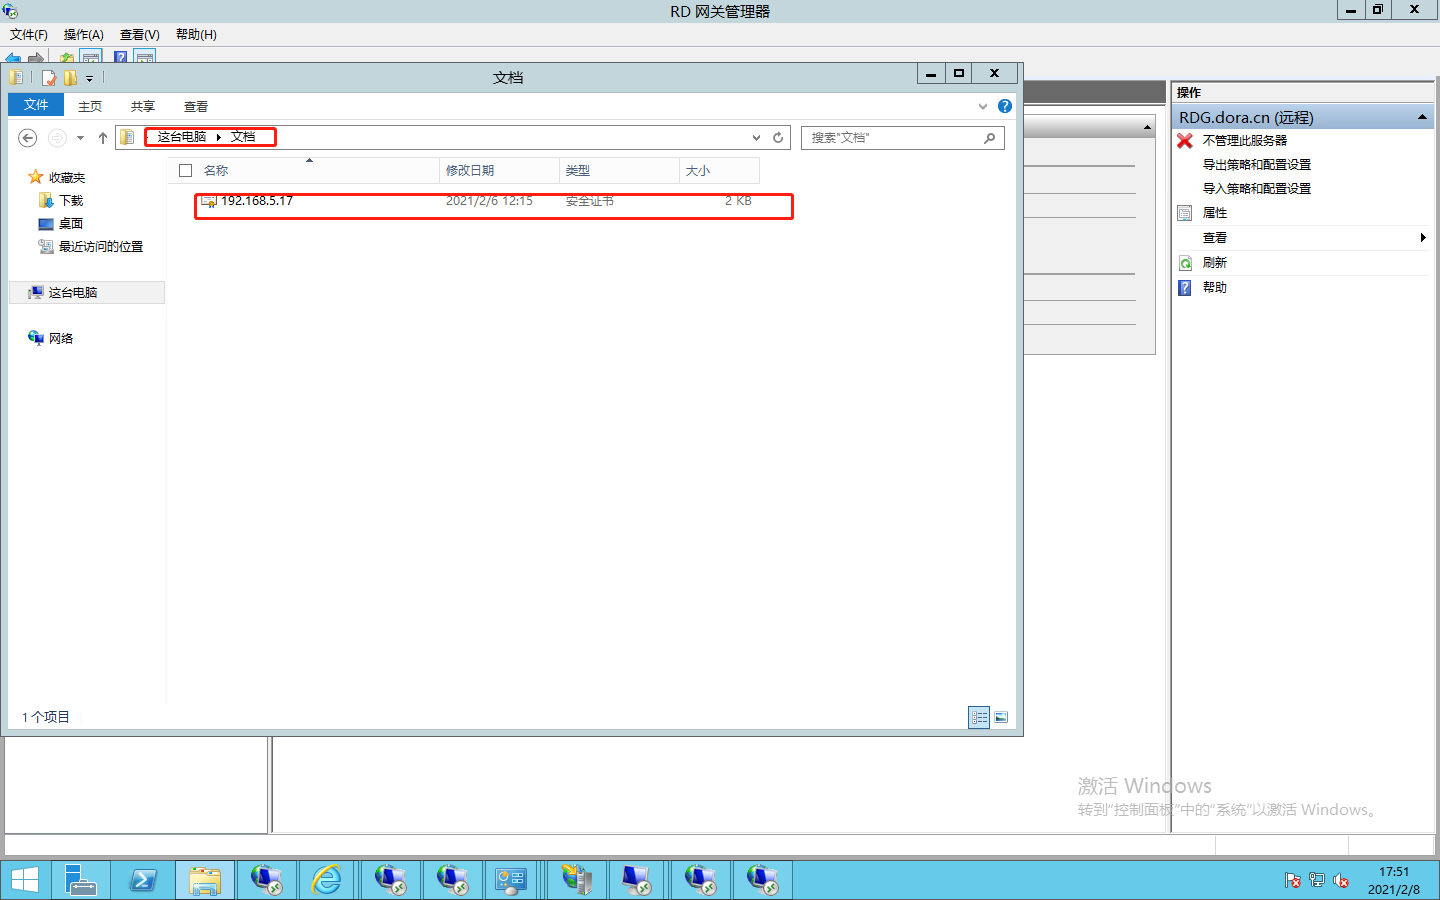 RD 网关管理器
文件(F) 操作(A) 查看(V) 帮助(H)
文档
文件 主页 共享 查看
这台电脑 文档
搜索"文档"
名称 修改日期 类型 大小
192.168.5.17 2021/2/6 12:15 安全证书 2 KB
收藏夹
下载
桌面
最近访问的位置
这台电脑
网络
1 个项目
操作
RDG.dora.cn (远程)
不管理此服务器
导出策略和配置设置
导入策略和配置设置
属性
查看
刷新
帮助
激活 Windows
转到"控制面板"中的"系统"以激活 Windows。
17:51
2021/2/8